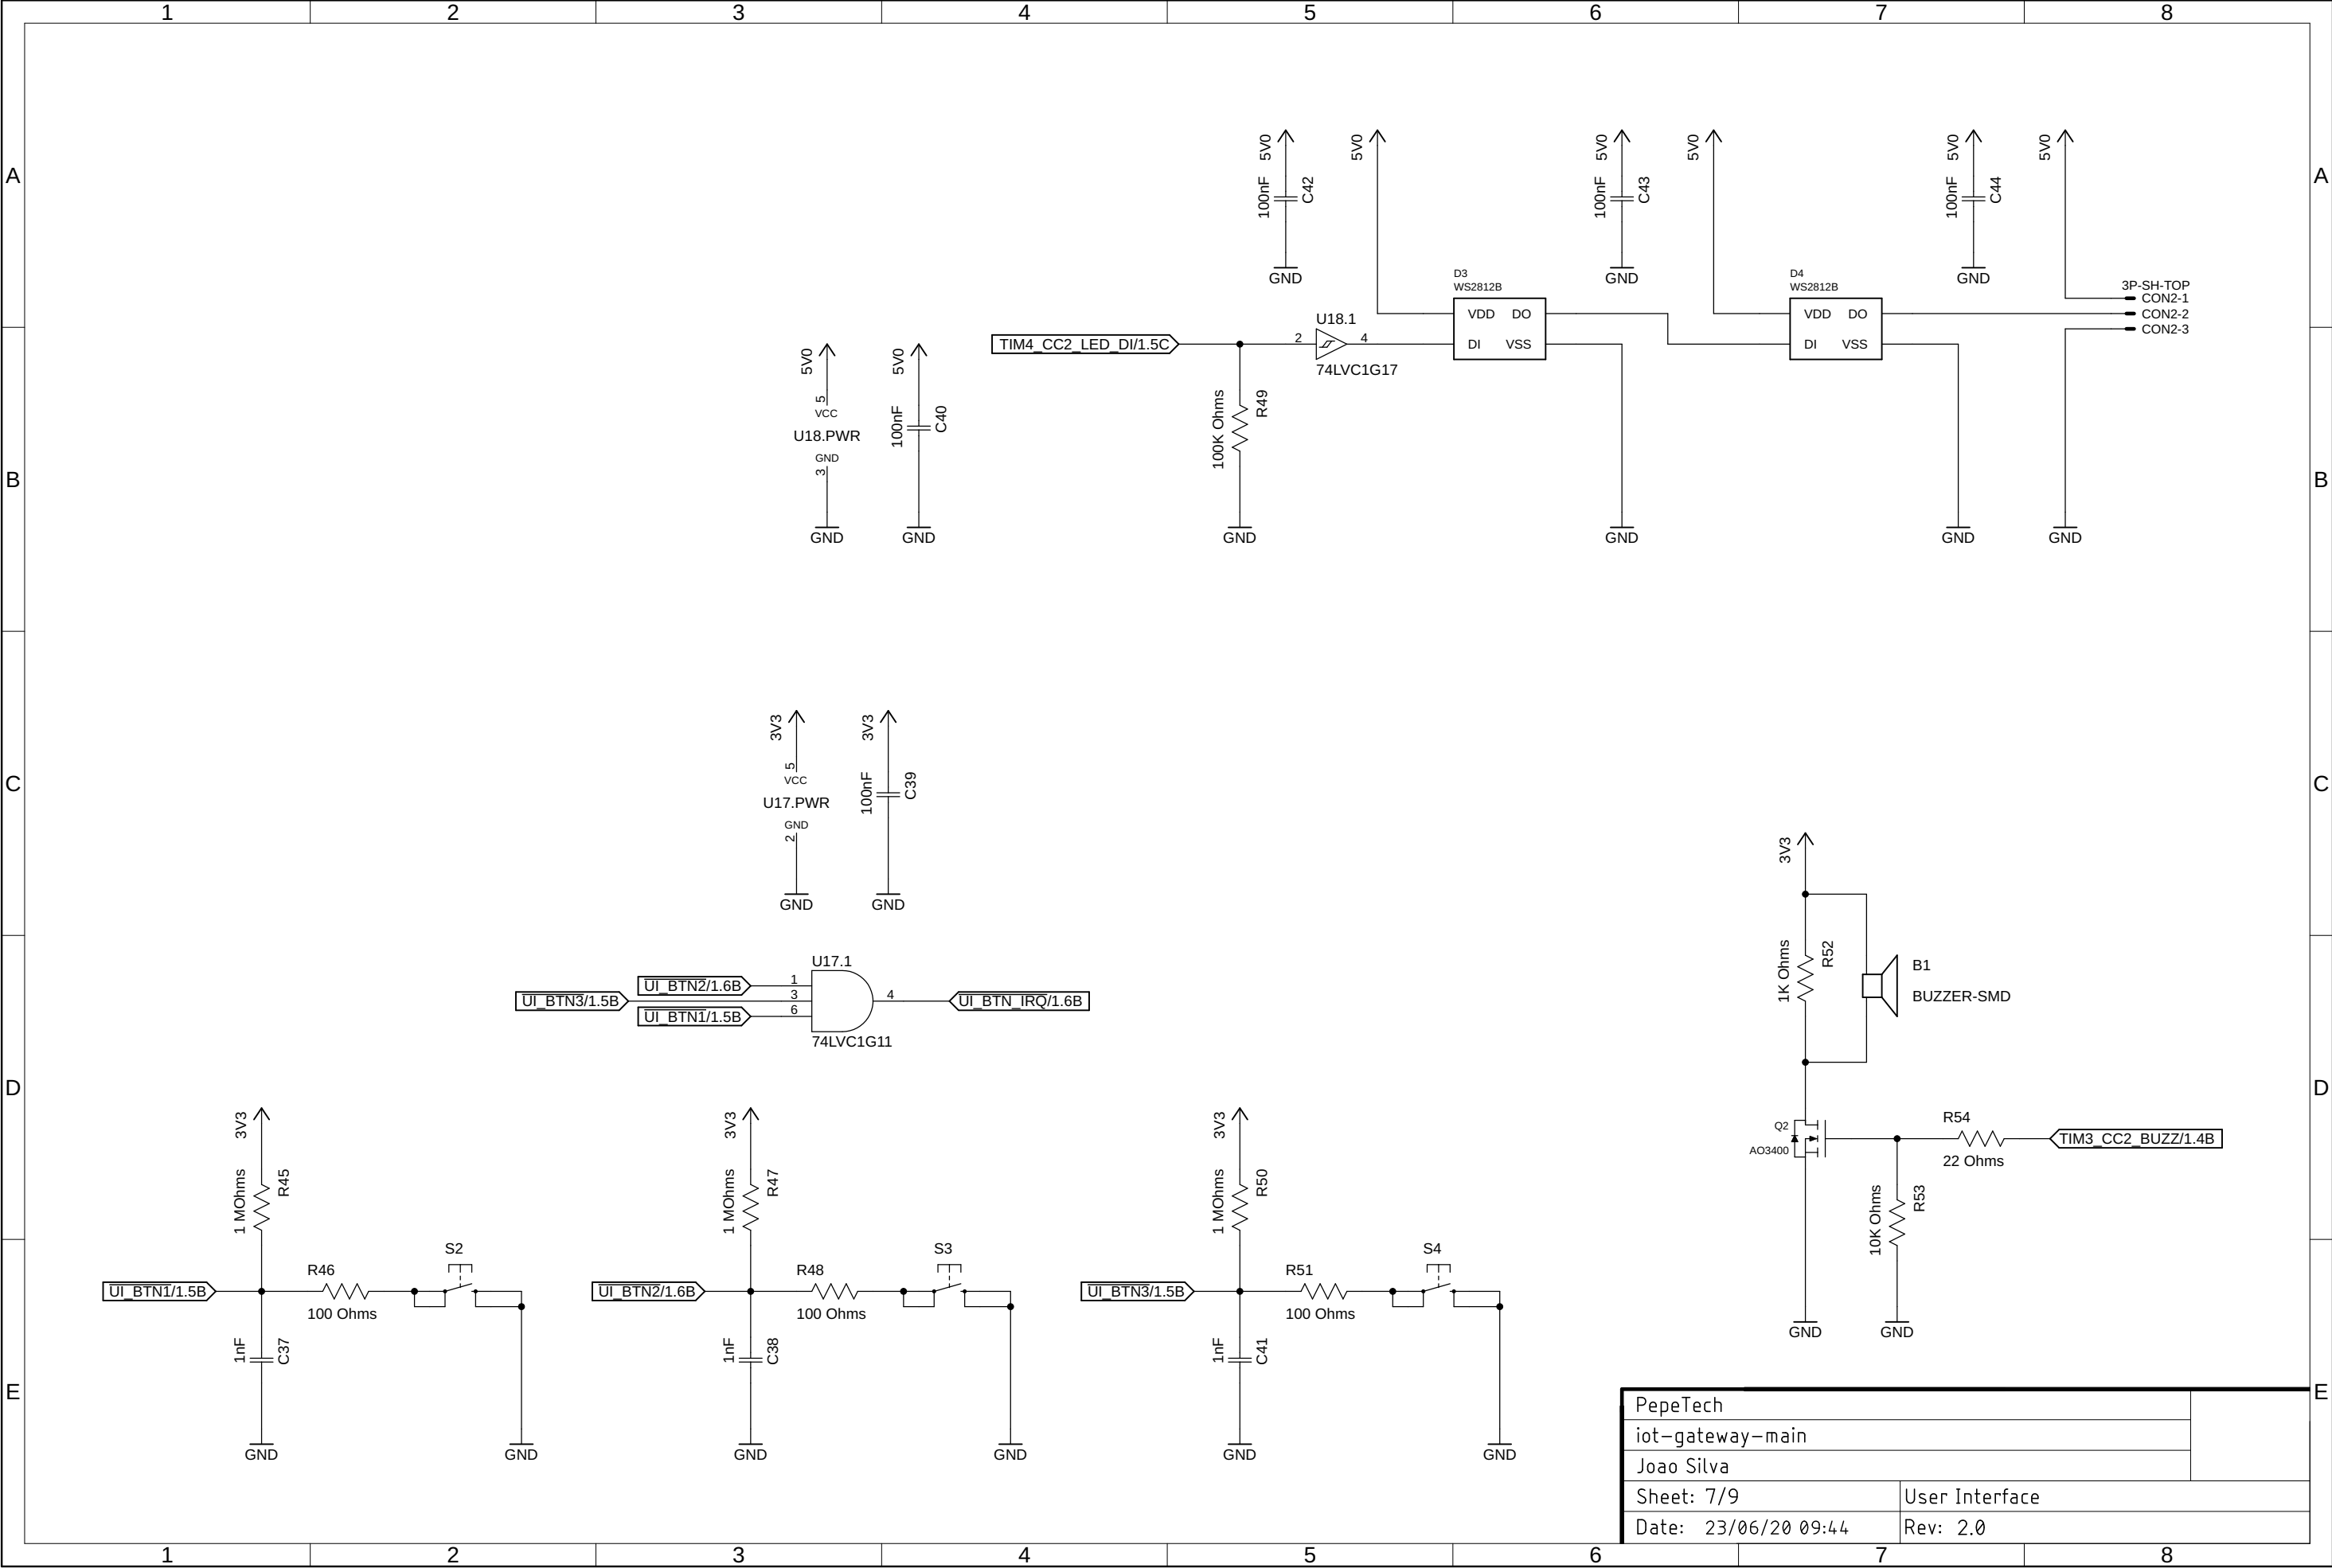 1 2 3 4 5 6 7 8
A
A
5V0 100nF C42 GND
5V0
5V0 100nF C43 GND
5V0
5V0 100nF C44 GND
5V0
D3
WS2812B
VDD DO
DI VSS
D4
WS2812B
VDD DO
DI VSS
3P-SH-TOP
CON2-1
CON2-2
CON2-3
TIM4_CC2_LED_DI/1.5C
U18.1
2 4
74LVC1G17
100K Ohms R49
GND
GND
GND
GND
5V0
5
VCC
U18.PWR
GND
3
GND
5V0
100nF C40
GND
B
B
3V3
5
VCC
U17.PWR
GND
2
GND
3V3
100nF C39
GND
C
C
U17.1
UI_BTN2/1.6B 1
UI_BTN3/1.5B 3
UI_BTN1/1.5B 6
4 UI_BTN_IRQ/1.6B
74LVC1G11
3V3
1K Ohms R52
B1
BUZZER-SMD
D
D
Q2
AO3400
R54
22 Ohms
TIM3_CC2_BUZZ/1.4B
10K Ohms R53
GND
GND
3V3
1 MOhms R45
UI_BTN1/1.5B
R46
100 Ohms
S2
1nF C37
GND
GND
3V3
1 MOhms R47
UI_BTN2/1.6B
R48
100 Ohms
S3
1nF C38
GND
GND
3V3
1 MOhms R50
UI_BTN3/1.5B
R51
100 Ohms
S4
1nF C41
GND
GND
E
E
PepeTech
iot-gateway-main
Joao Silva
Sheet: 7/9 User Interface
Date: 23/06/20 09:44 Rev: 2.0
1 2 3 4 5 6 7 8